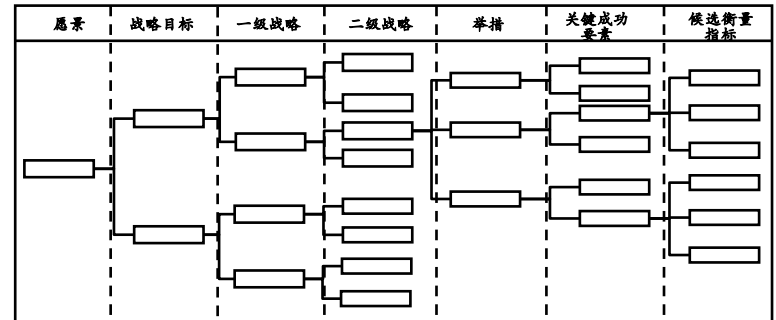 愿景
战略目标
一级战略
二级战略
举措
关键成功
要素
候选衡量
指标